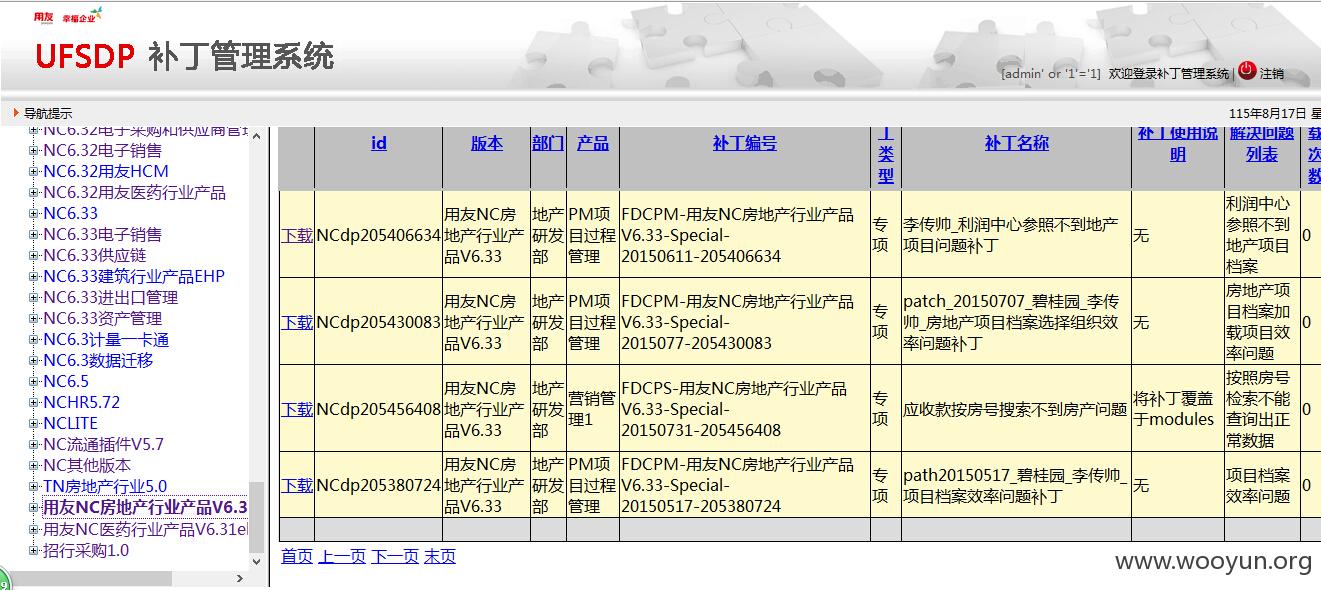 用友 幸福企业
UFSDP 补丁管理系统
[admin' or '1'='1] 欢迎登录补丁管理系统 | 注销
导航提示
115年8月17日 星
NC6.32电子采购和供应商管理
NC6.32电子销售
NC6.32用友HCM
NC6.32用友医药行业产品
NC6.33
NC6.33电子销售
NC6.33供应链
NC6.33建筑行业产品EHP
NC6.33进出口管理
NC6.33资产管理
NC6.3计量一卡通
NC6.3数据迁移
NC6.5
NCHR5.72
NCLITE
NC流通插件V5.7
NC其他版本
TN房地产行业5.0
用友NC房地产行业产品V6.3
用友NC医药行业产品V6.31el
招行采购1.0
id
版本
部门
产品
补丁编号
丁
类
型
补丁名称
补丁使用说
明
解决问题
列表
载
次
数
下载
NCdp205406634
用友NC房
地产行业产
品V6.33
地产
研发
部
PM项
目过程
管理
FDCPM-用友NC房地产行业产品
V6.33-Special-
20150611-205406634
专
项
李传帅_利润中心参照不到地产
项目问题补丁
无
利润中心
参照不到
地产项目
档案
0
下载
NCdp205430083
用友NC房
地产行业产
品V6.33
地产
研发
部
PM项
目过程
管理
FDCPM-用友NC房地产行业产品
V6.33-Special-
2015077-205430083
专
项
patch_20150707_碧桂园_李传
帅_房地产项目档案选择组织效
率问题补丁
无
房地产项
目档案加
载项目效
率问题
0
下载
NCdp205456408
用友NC房
地产行业产
品V6.33
地产
研发
部
营销管
理1
FDCPS-用友NC房地产行业产品
V6.33-Special-
20150731-205456408
专
项
应收款按房号搜索不到房产问题
将补丁覆盖
于modules
按照房号
检索不能
查询出正
常数据
0
下载
NCdp205380724
用友NC房
地产行业产
品V6.33
地产
研发
部
PM项
目过程
管理
FDCPM-用友NC房地产行业产品
V6.33-Special-
20150517-205380724
专
项
path20150517_碧桂园_李传帅_
项目档案效率问题补丁
无
项目档案
效率问题
0
首页 上一页 下一页 末页
www.wooyun.org
9